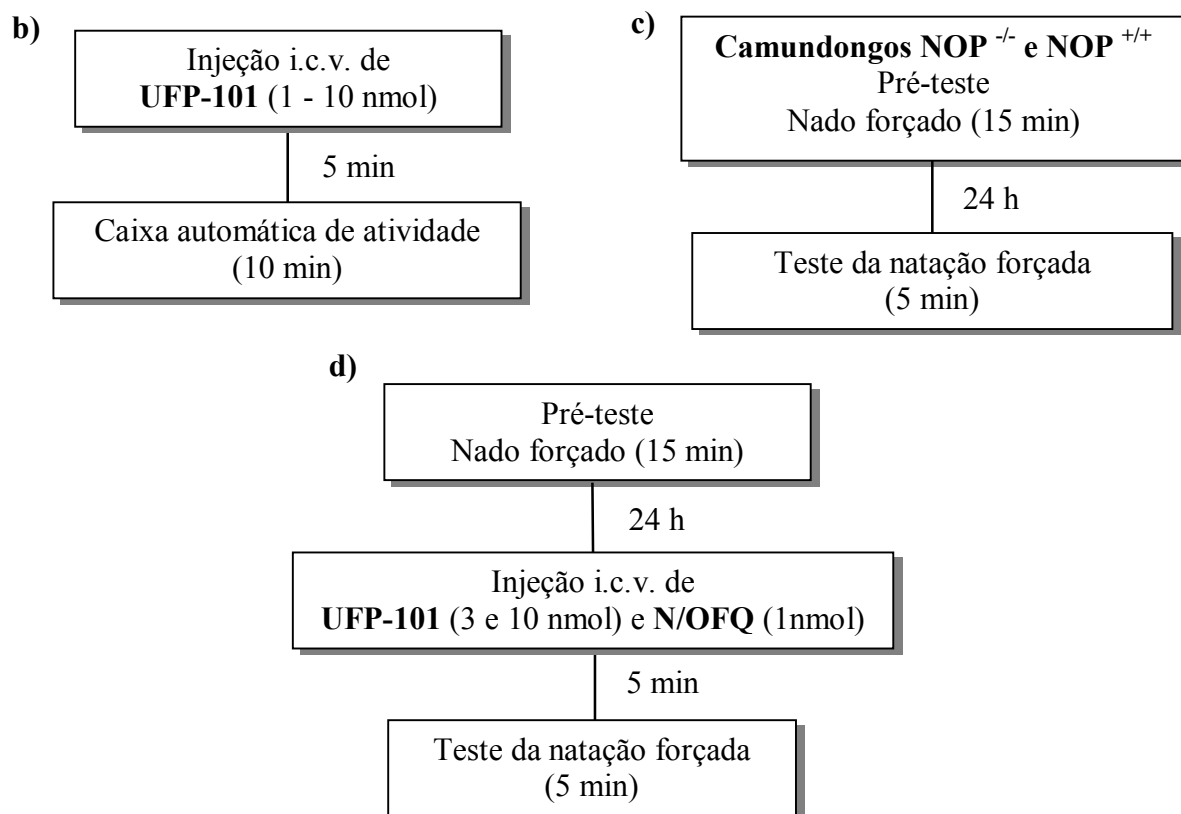 b)
Injeção i.c.v. de
UFP-101 (1 - 10 nmol)
5 min
Caixa automática de atividade
(10 min)
c)
Camundongos NOP -/- e NOP +/+
Pré-teste
Nado forçado (15 min)
24 h
Teste da natação forçada
(5 min)
d)
Pré-teste
Nado forçado (15 min)
24 h
Injeção i.c.v. de
UFP-101 (3 e 10 nmol) e N/OFQ (1nmol)
5 min
Teste da natação forçada
(5 min)